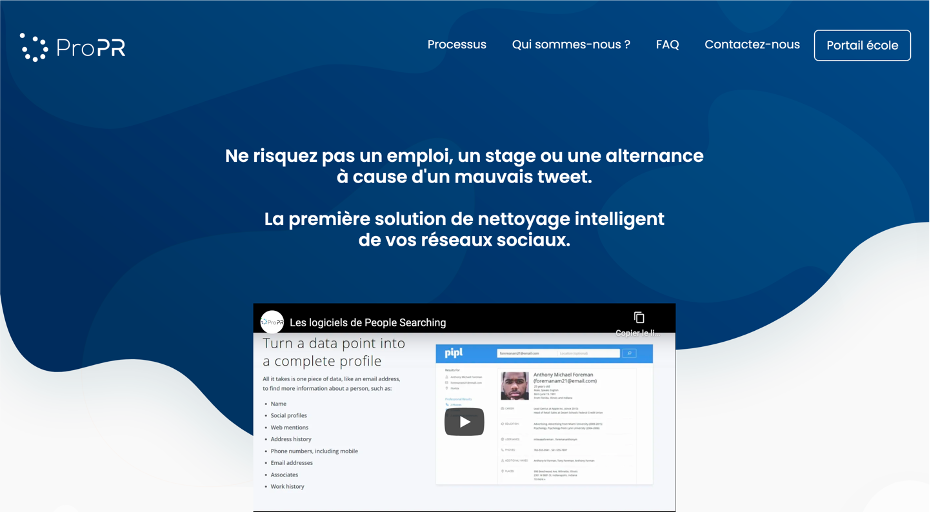 ProPR
Processus
Qui sommes-nous ?
FAQ
Contactez-nous
Portail école
Ne risquez pas un emploi, un stage ou une alternance
à cause d'un mauvais tweet.
La première solution de nettoyage intelligent
de vos réseaux sociaux.
Les logiciels de People Searching
Copier le li...
Turn a data point into
a complete profile
All it takes is one piece of data, like an email address,
to find more information about a person, such as:
• Name
• Social profiles
• Web mentions
• Address history
• Phone numbers, including mobile
• Email addresses
• Associates
• Work history
pipl
Anthony Michael Foreman
(foremanam21@email.com)